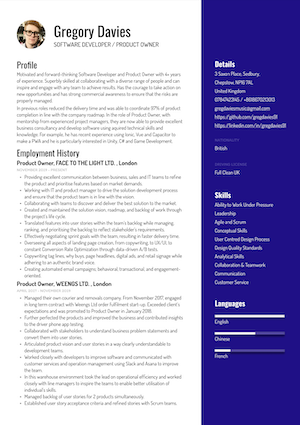 Gregory Davies
SOFTWARE DEVELOPER / PRODUCT OWNER
Profile
Motivated and forward-thinking Software Developer and Product Owner with 4+ years
of experience. Superbly skilled at collaborating with a diverse range of people and can
inspire and engage with any team to achieve results. Has the courage to take action on
new opportunities and has strong commercial awareness to ensure that the risks are
properly managed.
In previous roles reduced the delivery time and was able to coordinate 97% of project
completion in line with the company roadmap. In the role of Product Owner, with
mentorship from experienced project managers, they are now able to provide excellent
business consultancy and develop software using aquired technical skills and
knowledge. For example, he has recent experience using Ionic, Vue and Capacitor to
make a PWA and he is particularly interested in Unity, C# and Game Development.
Employment History
Product Owner, FACE TO THE LIGHT LTD. , London
NOVEMBER 2019 - PRESENT
• Providing excellent communication between business, sales and IT teams to refine
the product and prioritise features based on market demands.
• Working with IT and product manager to drive the solution development process
and ensure that the product team is in line with the vision.
• Collaborating with teams to discover and deliver the best solution to the market.
• Created and maintained the solution vision, roadmap, and backlog of work through
the project's life cycle.
• Translated features into user stories within the team's backlog while managing,
ranking, and prioritising the backlog to reflect stakeholder's requirements.
• Effectively negotiating sprint goals with the team, resulting in faster delivery time.
• Overseeing all aspects of landing page creation. From copywriting, to UX/UI, to
constant Conversion Rate Optimisation through data driven A/B tests.
• Copywriting tag lines, why buys, page headlines, digital ads, and retail signage while
adhering to an authentic brand voice.
• Creating automated email campaigns: behavioral, transactional, and engagement-
oriented.
Product Owner, WEENGS LTD. , London
• Managed their own courier and removals company. From November 2017, engaged
in long term contract with Weengs Ltd order Fulfillment start-up. Exceeded client's
expectations and was promoted to Product Owner in January 2018.
• Further perfected the products and improved the business and contributed insights
to the driver phone app testing.
• Collaborated with stakeholders to understand business problem statements and
convert them into user stories.
• Articulated product vision and user stories in a way clearly understandable to
development teams.
• Worked closely with developers to improve software and communicated with
customer services and operation management using Slack and Asana to improve
the team.
• In this warehouse environment took the lead on operational efficiency and worked
closely with line managers to inspire the teams to enable better utilisation of
individual's skills.
• Managed backlog of user stories for 2 products simultaneously.
• Established user story acceptance criteria and refined stories with Scrum teams.
Details
3 Saxon Place, Sedbury,
Chepstow, NP16 7AL,
United Kingdom
gregdaviesmusic@gmail.com
https://github.com/gregdavies91
https://linkedin.com/in/gregdavies91
NATIONALITY
British
DRIVING LICENSE
Full Clean UK
Skills
Ability to Work Under Pressure
Leadership
Agile and Scrum
Conceptual Skills
User Centred Design Process
Design Quality Standards
Analytical Skills
Collaboration & Teamwork
Communication
Customer Service
Languages
English
Chinese
French